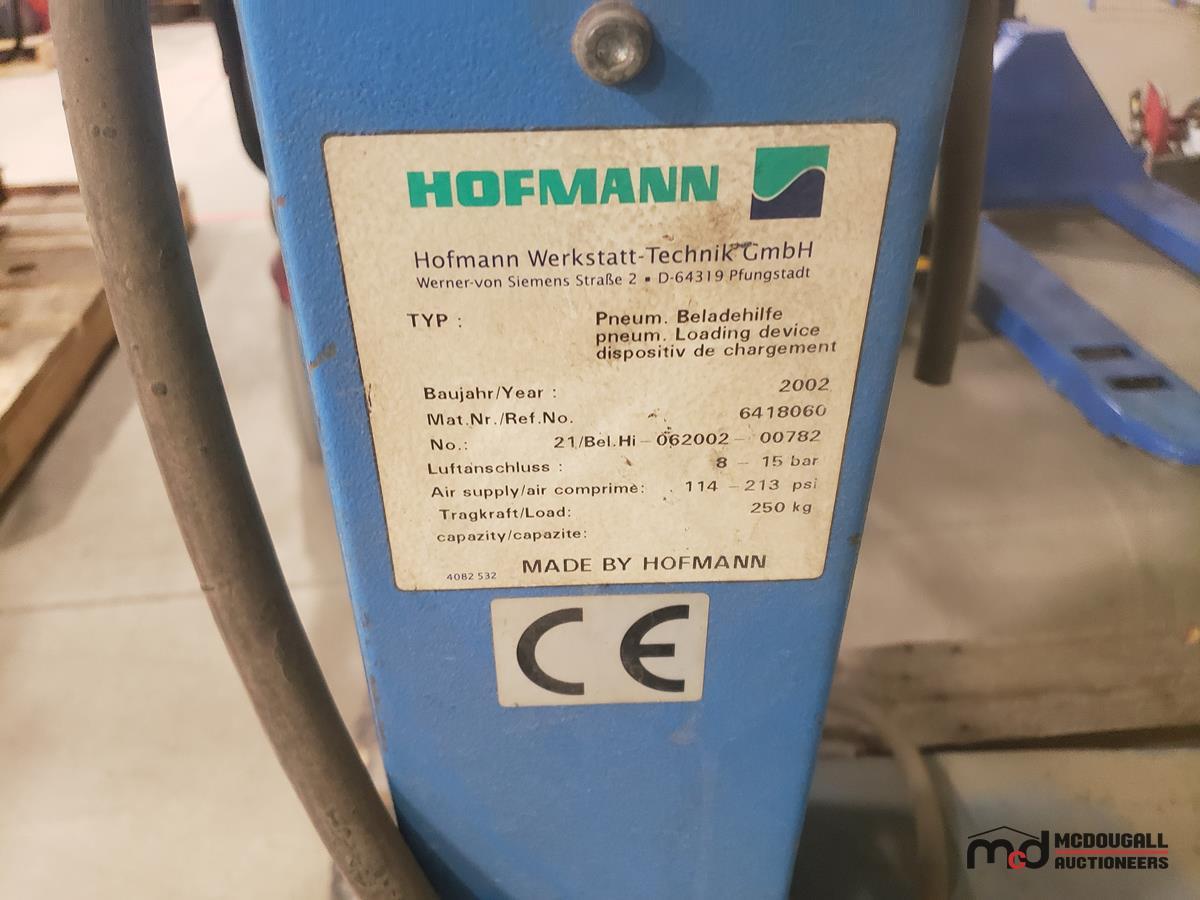 HOFMANN
Hofmann Werkstatt-Technik GmbH
Werner-von Siemens Straße 2 ▪ D-64319 Pfungstadt
TYP : Pneum. Beladehilfe
pneum. Loading device
dispositiv de chargement
Baujahr/Year : 2002
Mat.Nr./Ref.No. 6418060
No.: 21/Bel.Hi - 062002 - 00782
Luftanschluss : 8 - 15 bar
Air supply/air comprimè: 114 - 213 psi
Tragkraft/Load: 250 kg
capazity/capazite:
4082 532 MADE BY HOFMANN
CE
mcd MCDOUGALL
AUCTIONEERS